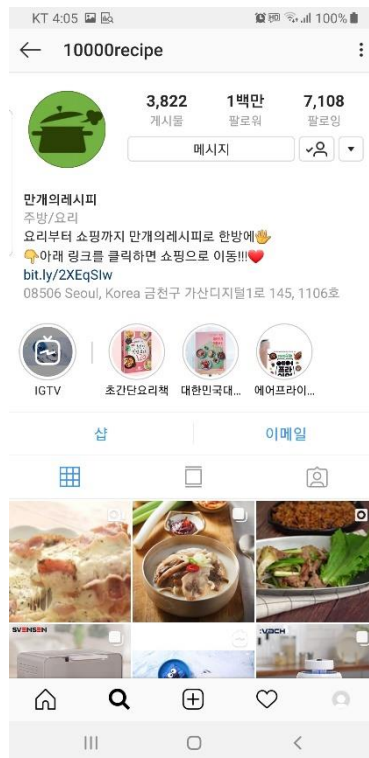 KT 4:05
100%
10000recipe
3,822 1백만 7,108
게시물 팔로워 팔로잉
메시지
만개의레시피
주방/요리
요리부터 쇼핑까지 만개의레시피로 한방에🖐
👇아래 링크를 클릭하면 쇼핑으로 이동!!!❤️
bit.ly/2XEqSlw
08506 Seoul, Korea 금천구 가산디지털1로 145, 1106호
IGTV 초간단요리책 대한민국대... 에어프라이...
샵 이메일
SVENSEN